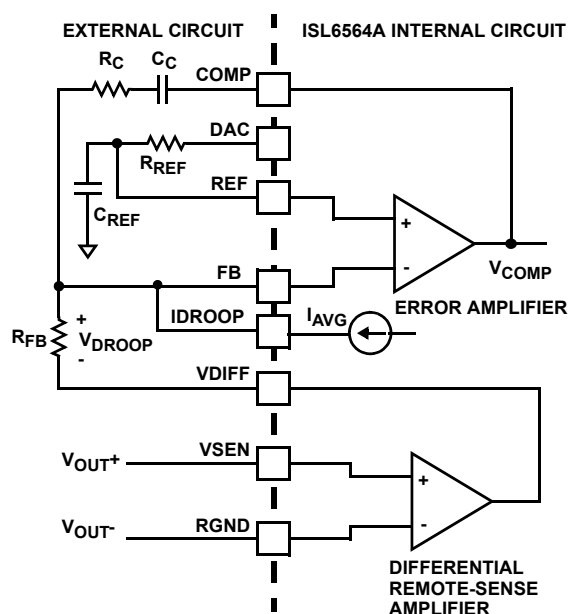 EXTERNAL CIRCUIT
ISL6564A INTERNAL CIRCUIT
RC
CC
COMP
DAC
RREF
REF
CREF
+
-
VCOMP
ERROR AMPLIFIER
FB
IDROOP
IAVG
RFB
+
VDROOP
-
VDIFF
VSEN
VOUT+
+
-
RGND
VOUT-
DIFFERENTIAL
REMOTE-SENSE
AMPLIFIER